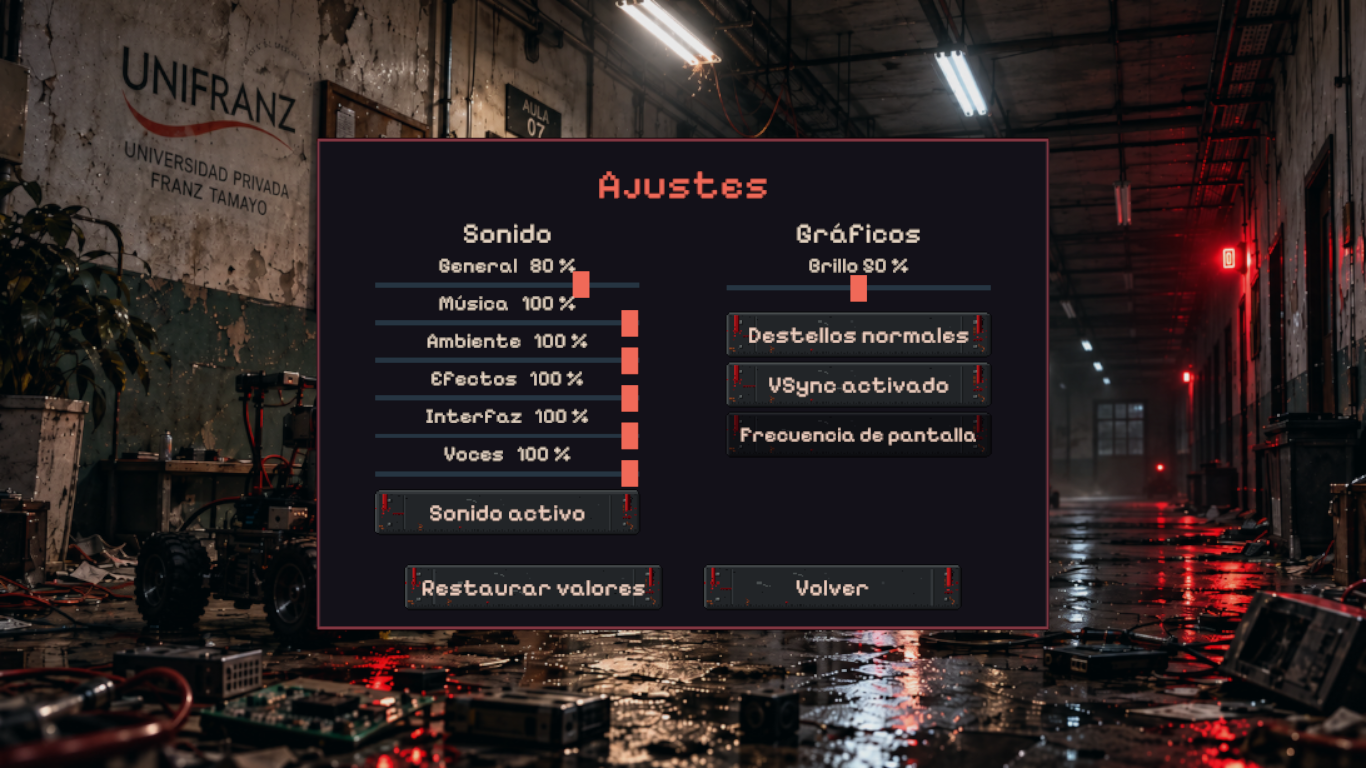 UNIFRANZ
UNIVERSIDAD PRIVADA
FRANZ TAMAYO
AULA
07
Ajustes
Sonido
General 80 %
Música 100 %
Ambiente 100 %
Efectos 100 %
Interfaz 100 %
Voces 100 %
Sonido activo
Gráficos
Brillo 80 %
Destellos normales
VSync activado
Frecuencia de pantalla
Restaurar valores
Volver